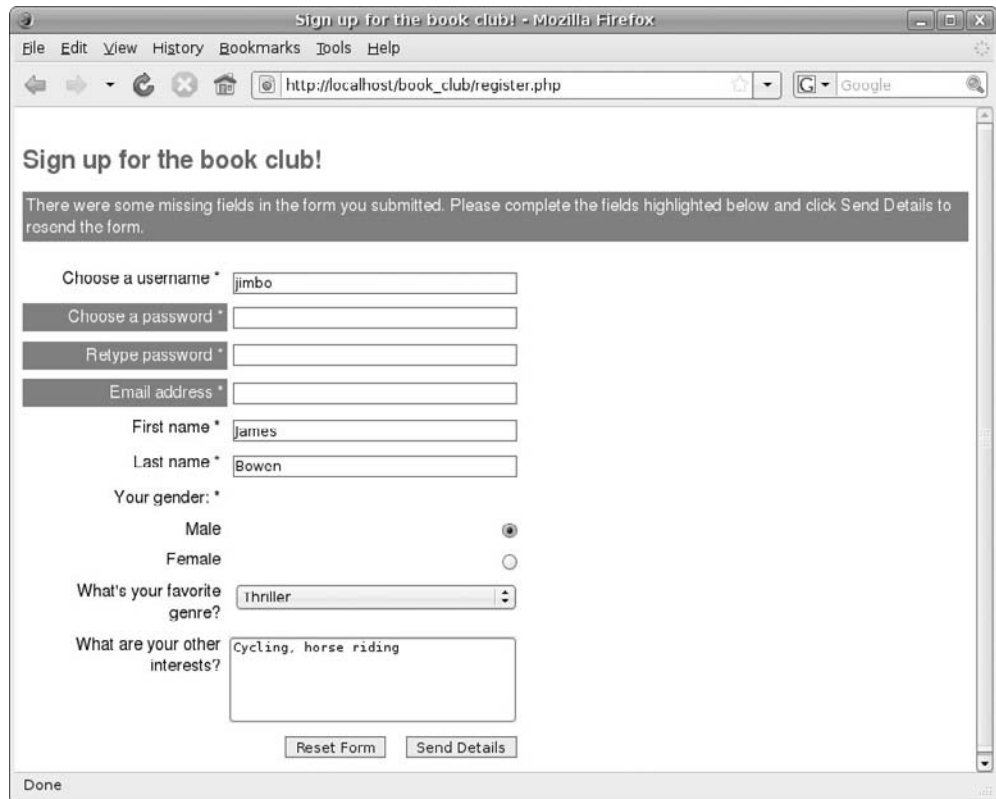 Sign up for the book club! - Mozilla Firefox
File Edit View History Bookmarks Tools Help
http://localhost/book_club/register.php
G Google
Sign up for the book club!
There were some missing fields in the form you submitted. Please complete the fields highlighted below and click Send Details to
resend the form.
Choose a username * jimbo
Choose a password *
Retype password *
Email address *
First name * James
Last name * Bowen
Your gender: *
Male
Female
What's your favorite
genre?
Thriller
What are your other
interests?
Cycling, horse riding
Reset Form Send Details
Done